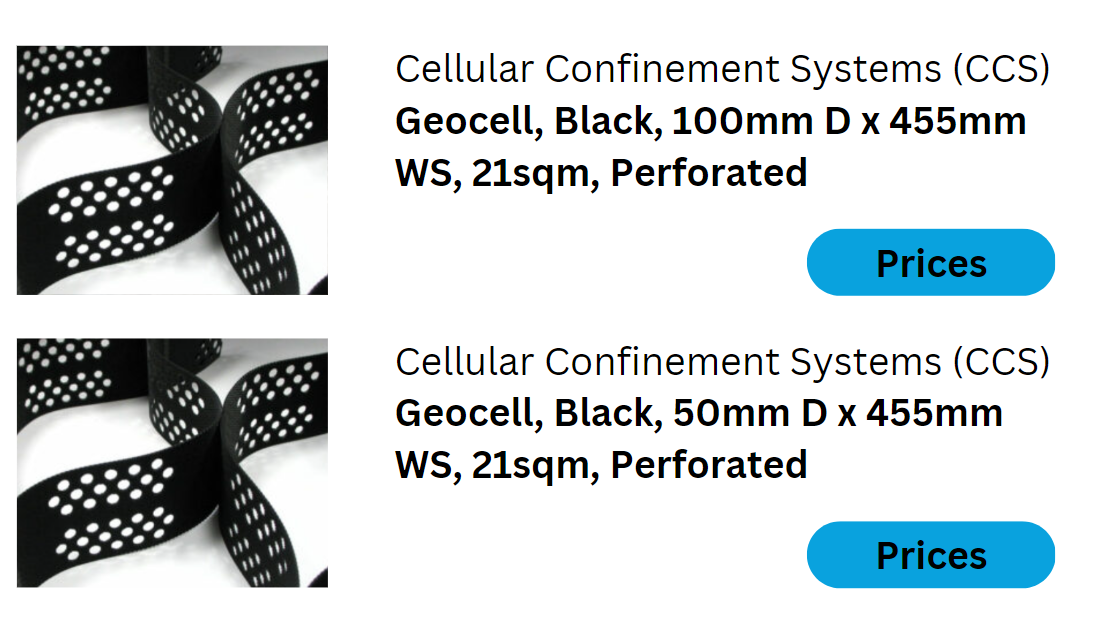 Cellular Confinement Systems (CCS)
Geocell, Black, 100mm D x 455mm
WS, 21sqm, Perforated
Prices
Cellular Confinement Systems (CCS)
Geocell, Black, 50mm D x 455mm
WS, 21sqm, Perforated
Prices